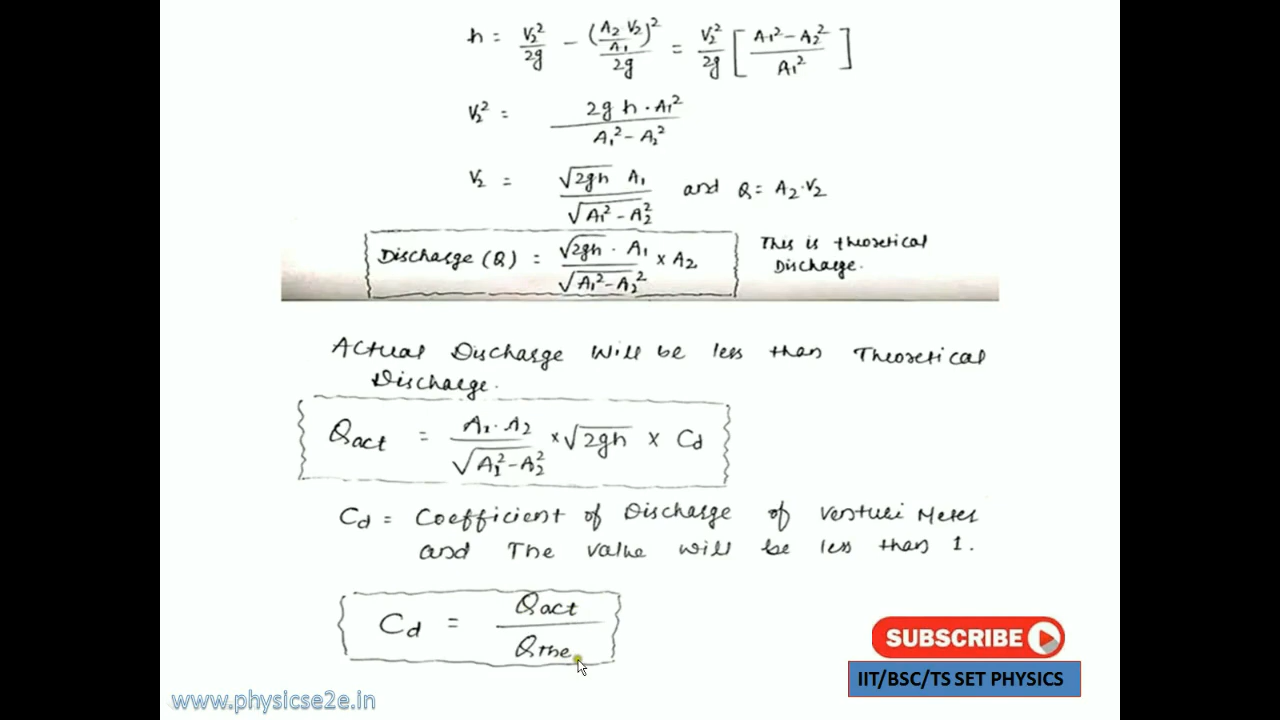 h = V₂²/2g − (A₂ V₂/A₁)²/2g = V₂²/2g [ A₁² − A₂² / A₁² ]
V₂² = 2gh · A₁² / A₁² − A₂²
V₂ = √2gh A₁ / √A₁² − A₂² and Q = A₂·V₂
Discharge (Q) = √2gh · A₁ / √A₁² − A₂² × A₂ This is theoretical
Discharge.
Actual Discharge will be less than Theoretical
Discharge.
Qact = A₁·A₂ / √A₁² − A₂² × √2gh × Cd
Cd = Coefficient of Discharge of Venturi Meter
and The value will be less than 1.
Cd = Qact / Qthe
SUBSCRIBE
IIT/BSC/TS SET PHYSICS
www.physicse2e.in